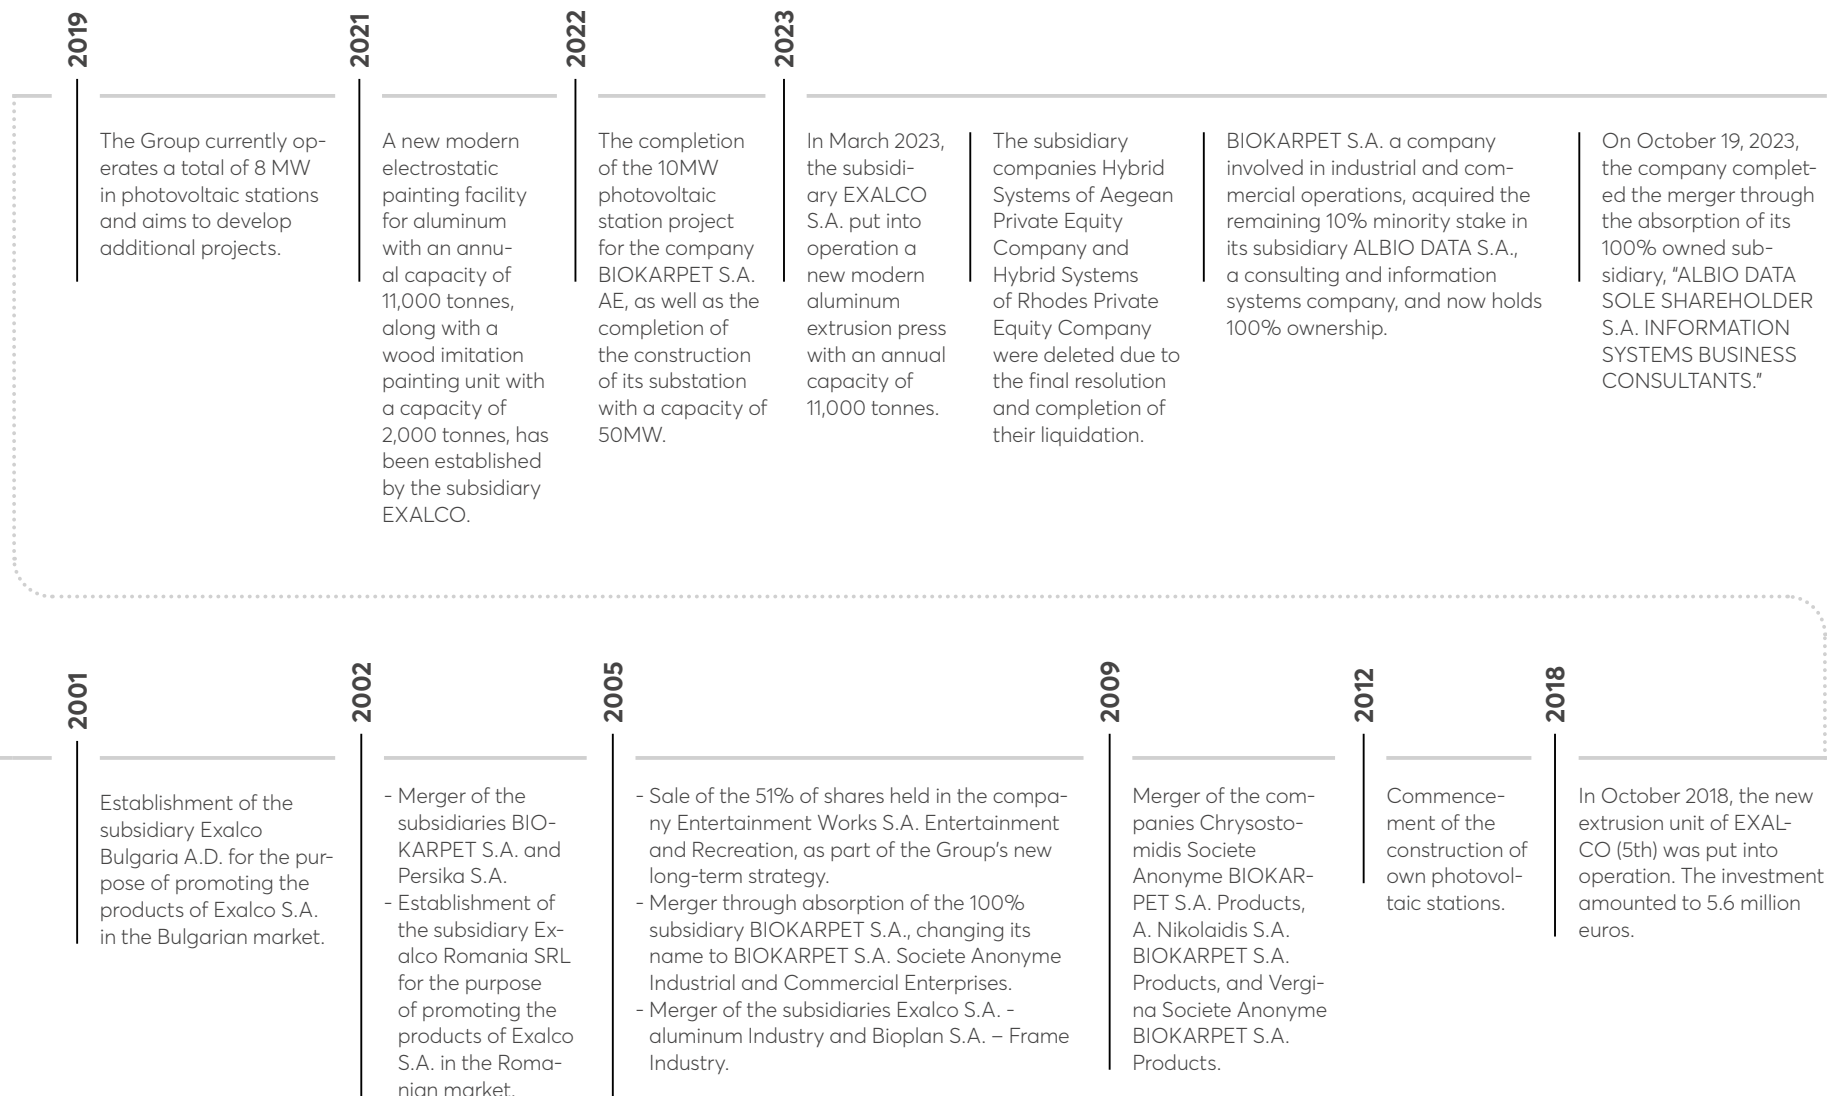 2019
The Group currently op-
erates a total of 8 MW
in photovoltaic stations
and aims to develop
additional projects.
2021
A new modern
electrostatic
painting facility
for aluminum
with an annu-
al capacity of
11,000 tonnes,
along with a
wood imitation
painting unit with
a capacity of
2,000 tonnes, has
been established
by the subsidiary
EXALCO.
2022
The completion
of the 10MW
photovoltaic
station project
for the company
BIOKARPET S.A.
AE, as well as the
completion of
the construction
of its substation
with a capacity of
50MW.
2023
In March 2023,
the subsidi-
ary EXALCO
S.A. put into
operation a
new modern
aluminum
extrusion press
with an annual
capacity of
11,000 tonnes.
The subsidiary
companies Hybrid
Systems of Aegean
Private Equity
Company and
Hybrid Systems
of Rhodes Private
Equity Company
were deleted due to
the final resolution
and completion of
their liquidation.
BIOKARPET S.A. a company
involved in industrial and com-
mercial operations, acquired the
remaining 10% minority stake in
its subsidiary ALBIO DATA S.A.,
a consulting and information
systems company, and now holds
100% ownership.
On October 19, 2023,
the company complet-
ed the merger through
the absorption of its
100% owned sub-
sidiary, "ALBIO DATA
SOLE SHAREHOLDER
S.A. INFORMATION
SYSTEMS BUSINESS
CONSULTANTS."
2001
Establishment of the
subsidiary Exalco
Bulgaria A.D. for the pur-
pose of promoting the
products of Exalco S.A.
in the Bulgarian market.
2002
- Merger of the
subsidiaries BIO-
KARPET S.A. and
Persika S.A.
- Establishment of
the subsidiary Ex-
alco Romania SRL
for the purpose
of promoting the
products of Exalco
S.A. in the Roma-
nian market.
2005
- Sale of the 51% of shares held in the compa-
ny Entertainment Works S.A. Entertainment
and Recreation, as part of the Group's new
long-term strategy.
- Merger through absorption of the 100%
subsidiary BIOKARPET S.A., changing its
name to BIOKARPET S.A. Societe Anonyme
Industrial and Commercial Enterprises.
- Merger of the subsidiaries Exalco S.A. -
aluminum Industry and Bioplan S.A. – Frame
Industry.
2009
Merger of the com-
panies Chrysosto-
midis Societe
Anonyme BIOKAR-
PET S.A. Products,
A. Nikolaidis S.A.
BIOKARPET S.A.
Products, and Vergi-
na Societe Anonyme
BIOKARPET S.A.
Products.
2012
Commence-
ment of the
construction of
own photovol-
taic stations.
2018
In October 2018, the new
extrusion unit of EXAL-
CO (5th) was put into
operation. The investment
amounted to 5.6 million
euros.